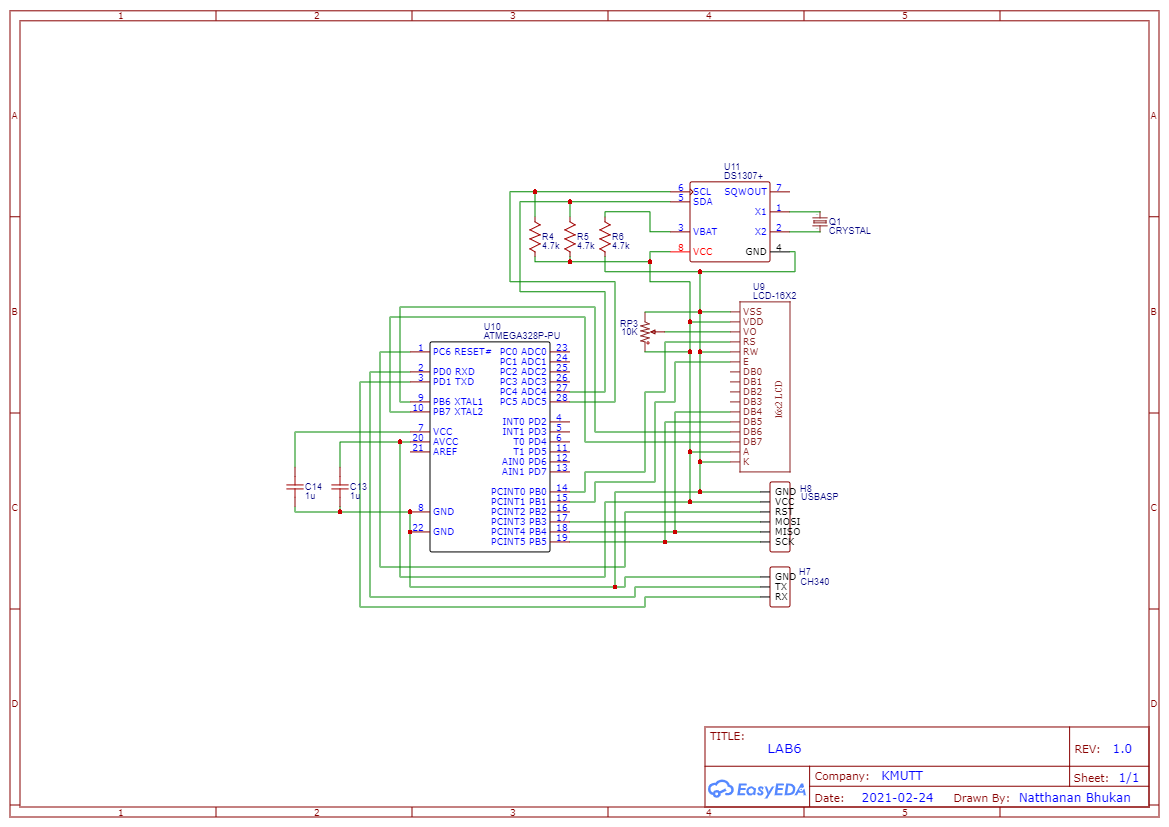 1 2 3 4 5
A A
B B
C C
D D
U11
DS1307+
6 SCL SQWOUT 7
5 SDA
X1 1
3 VBAT X2 2
8 VCC GND 4
Q1
CRYSTAL
R4
4.7k
R5
4.7k
R6
4.7k
U9
LCD-16X2
VSS
VDD
VO
RS
RW
E
DB0
DB1
DB2
DB3
DB4
DB5
DB6
DB7
A
K
16x2 LCD
RP3
10K
U10
ATMEGA328P-PU
1 PC6 RESET# PC0 ADC0 23
PC1 ADC1 24
2 PD0 RXD PC2 ADC2 25
3 PD1 TXD PC3 ADC3 26
PC4 ADC4 27
9 PB6 XTAL1 PC5 ADC5 28
10 PB7 XTAL2
INT0 PD2 4
7 VCC INT1 PD3 5
20 AVCC T0 PD4 6
21 AREF T1 PD5 11
AIN0 PD6 12
AIN1 PD7 13
PCINT0 PB0 14
PCINT1 PB1 15
8 GND PCINT2 PB2 16
PCINT3 PB3 17
22 GND PCINT4 PB4 18
PCINT5 PB5 19
C14
1u
C13
1u
H8
USBASP
GND
VCC
RST
MOSI
MISO
SCK
H7
CH340
GND
TX
RX
TITLE:
LAB6
REV: 1.0
EasyEDA
Company: KMUTT
Sheet: 1/1
Date: 2021-02-24 Drawn By: Natthanan Bhukan
1 2 3 4 5